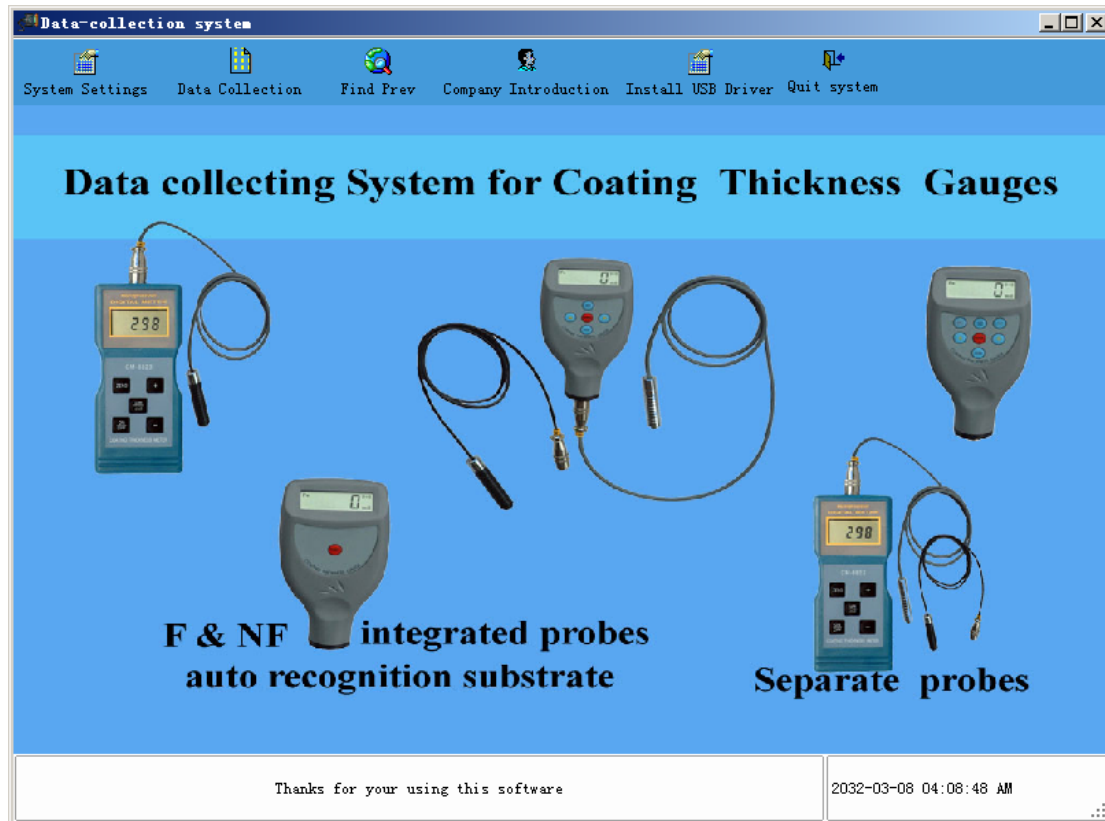 Data-collection system
System Settings Data Collection Find Prev Company Introduction Install USB Driver Quit system
Data collecting System for Coating Thickness Gauges
298
0
0
298
0
F & NF integrated probes
auto recognition substrate
Separate probes
Thanks for your using this software
2032-03-08 04:08:48 AM